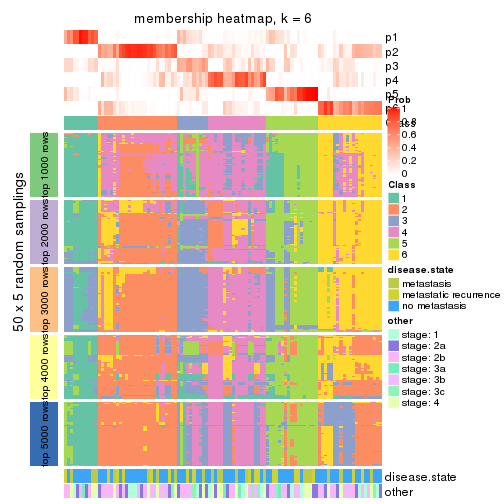 membership heatmap, k = 6
p1
p2
p3
p4
p5
p6
Class
50 x 5 random samplings
top 1000 rows
top 2000 rows
top 3000 rows
top 4000 rows
top 5000 rows
Prob
1
0.8
0.6
0.4
0.2
0
Class
1
2
3
4
5
6
disease.state
metastasis
metastatic recurrence
no metastasis
other
stage: 1
stage: 2a
stage: 2b
stage: 3a
stage: 3b
stage: 3c
stage: 4
disease.state
other